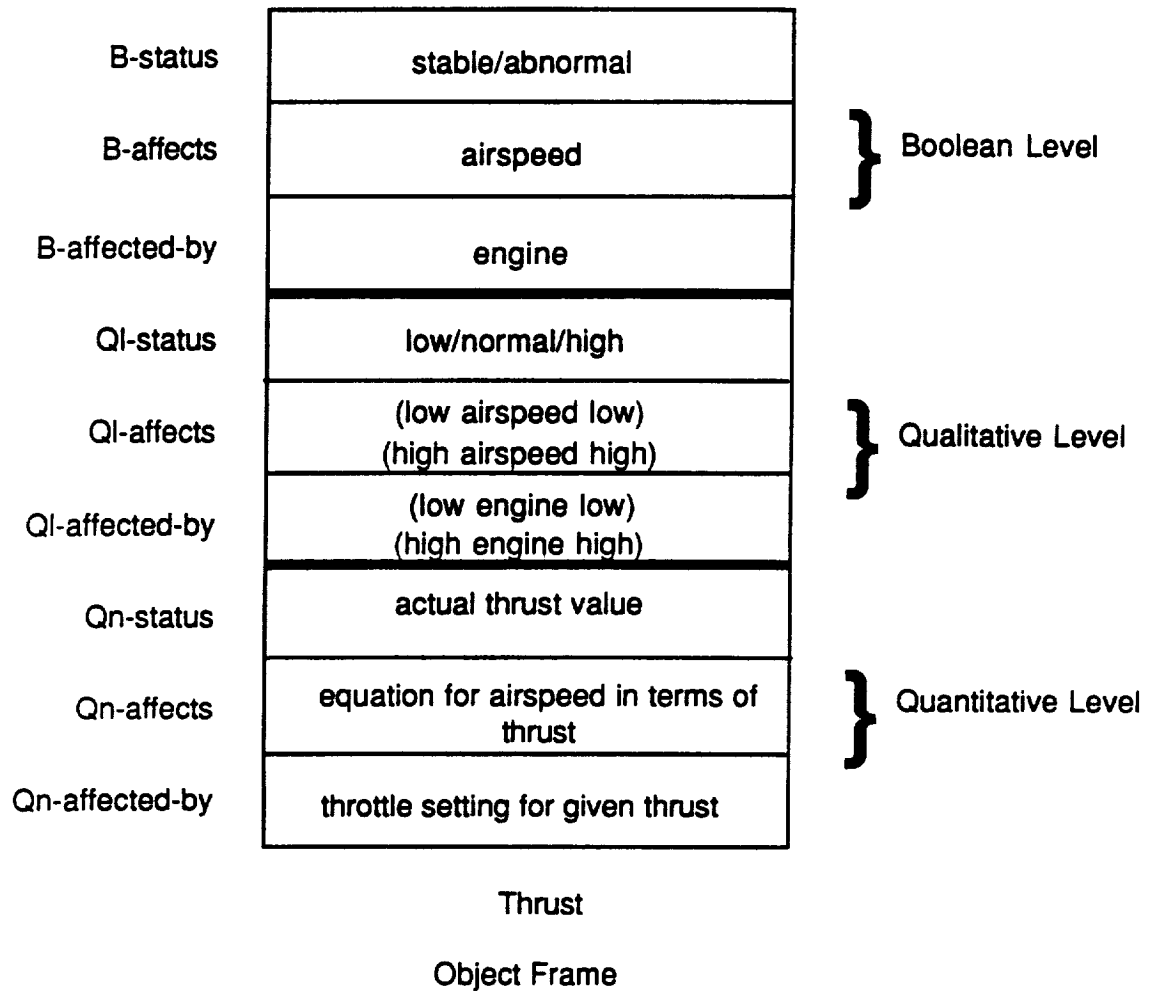 B-status
stable/abnormal
B-affects
airspeed
Boolean Level
B-affected-by
engine
Ql-status
low/normal/high
Ql-affects
(low airspeed low)
(high airspeed high)
Qualitative Level
Ql-affected-by
(low engine low)
(high engine high)
Qn-status
actual thrust value
Qn-affects
equation for airspeed in terms of
thrust
Quantitative Level
Qn-affected-by
throttle setting for given thrust
Thrust
Object Frame